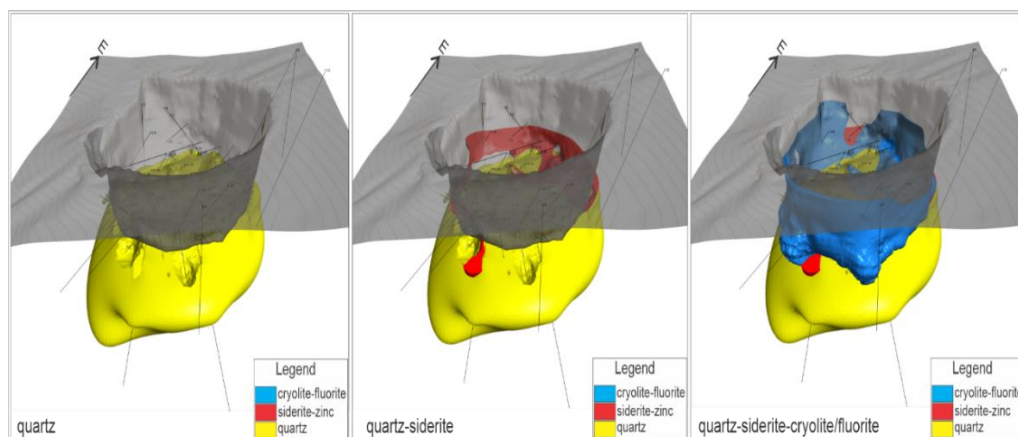 E
Legend
cryolite-fluorite
siderite-zinc
quartz
quartz
E
Legend
cryolite-fluorite
siderite-zinc
quartz
quartz-siderite
E
Legend
cryolite-fluorite
siderite-zinc
quartz
quartz-siderite-cryolite/fluorite